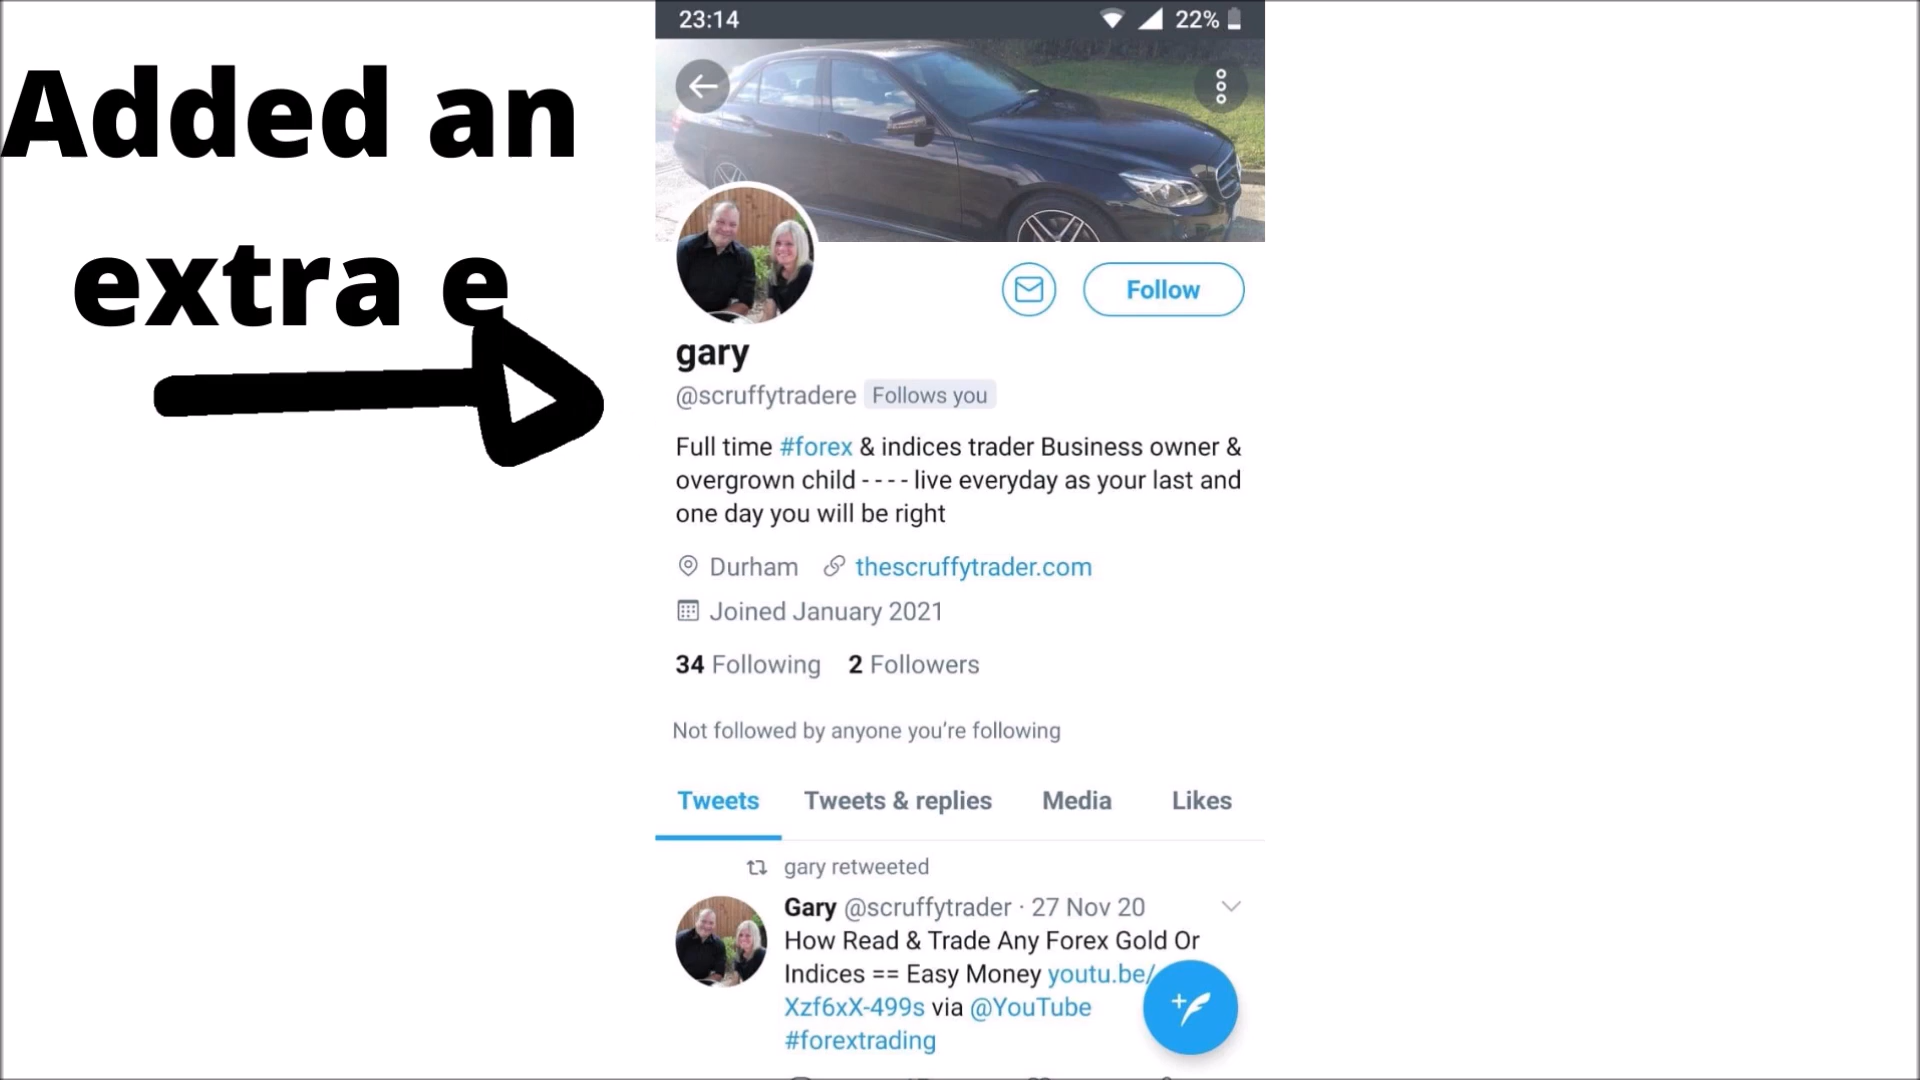 Added an
extra e
23:14
22%
Follow
gary
@scruffytradere Follows you
Full time #forex & indices trader Business owner &
overgrown child - - - - live everyday as your last and
one day you will be right
Durham thescruffytrader.com
Joined January 2021
34 Following 2 Followers
Not followed by anyone you’re following
Tweets Tweets & replies Media Likes
gary retweeted
Gary @scruffytrader · 27 Nov 20
How Read & Trade Any Forex Gold Or
Indices == Easy Money youtu.be/
Xzf6xX-499s via @YouTube
#forextrading